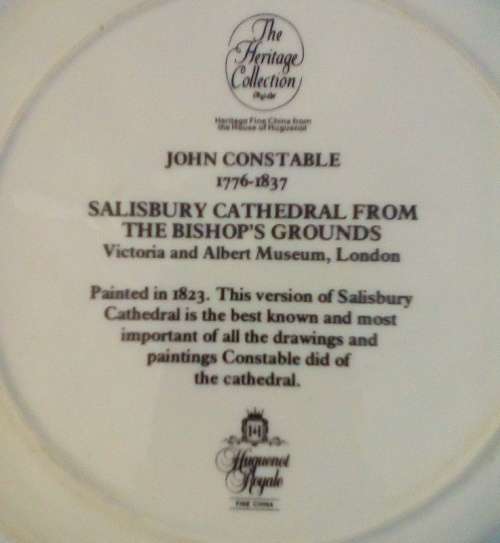 The
Heritage
Collection
Heritage Fine China from
the House of Huguenot
JOHN CONSTABLE
1776-1837
SALISBURY CATHEDRAL FROM
THE BISHOP'S GROUNDS
Victoria and Albert Museum, London
Painted in 1823. This version of Salisbury
Cathedral is the best known and most
important of all the drawings and
paintings Constable did of
the cathedral.
Huguenot
Royale
FINE CHINA